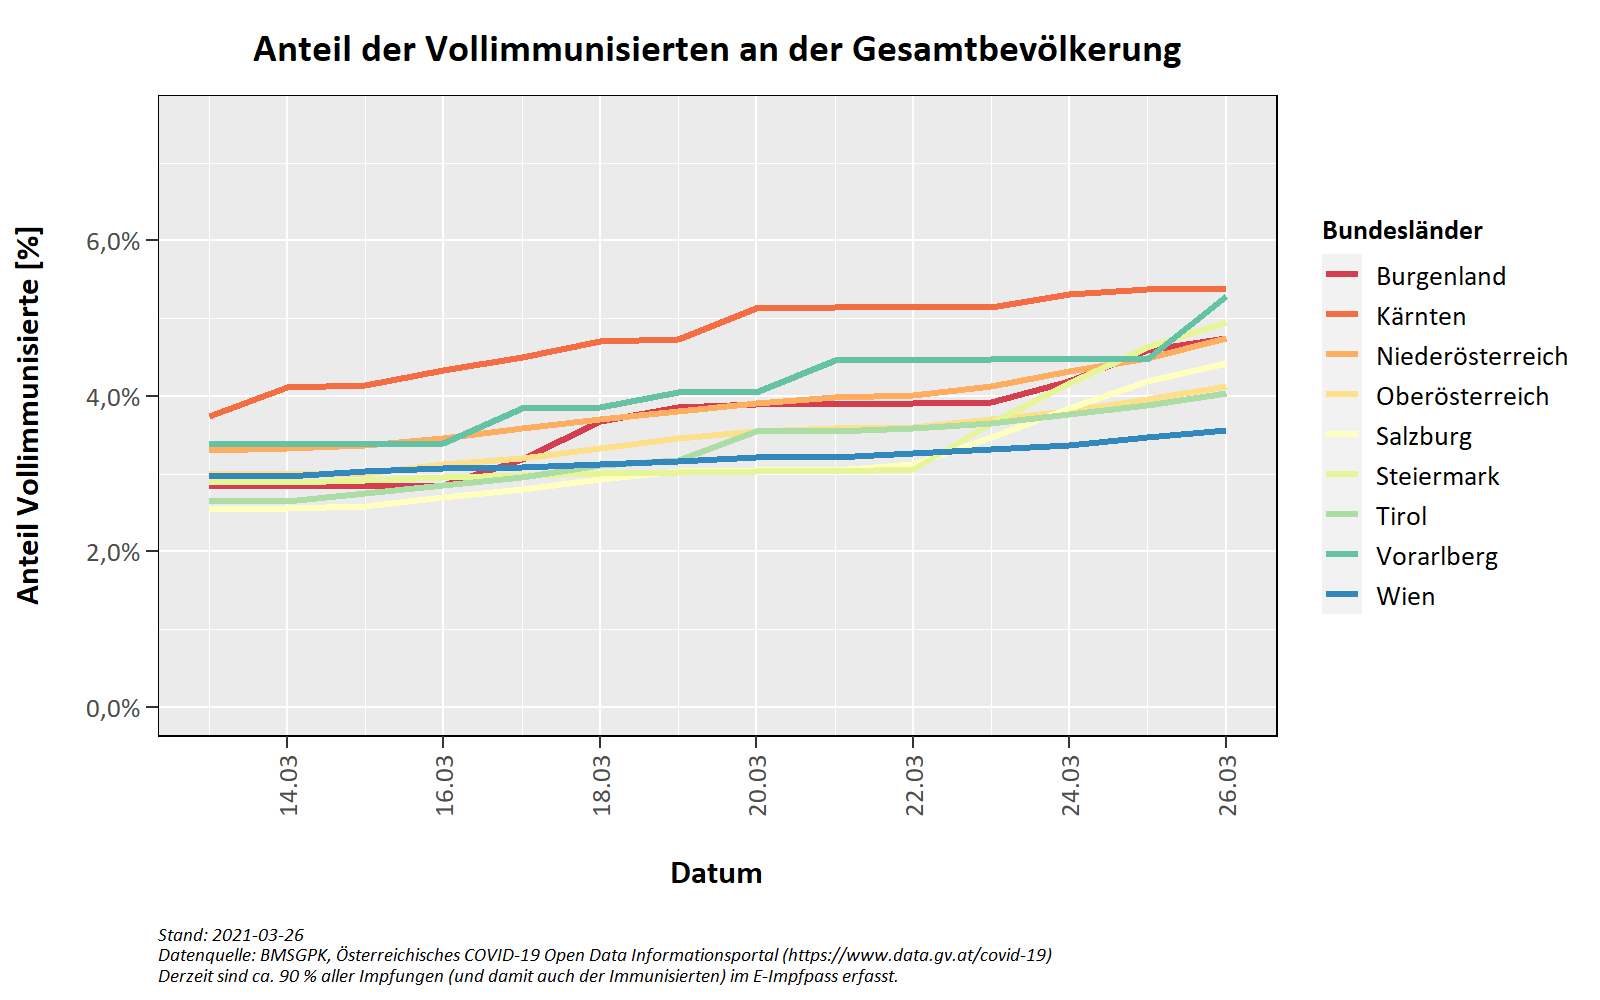 Anteil der Vollimmunisierten an der Gesamtbevölkerung
Anteil Vollimmunisierte [%]
6,0%
4,0%
2,0%
0,0%
14.03
16.03
18.03
20.03
22.03
24.03
26.03
Datum
Bundesländer
Burgenland
Kärnten
Niederösterreich
Oberösterreich
Salzburg
Steiermark
Tirol
Vorarlberg
Wien
Stand: 2021-03-26
Datenquelle: BMSGPK, Österreichisches COVID-19 Open Data Informationsportal (https://www.data.gv.at/covid-19)
Derzeit sind ca. 90 % aller Impfungen (und damit auch der Immunisierten) im E-Impfpass erfasst.